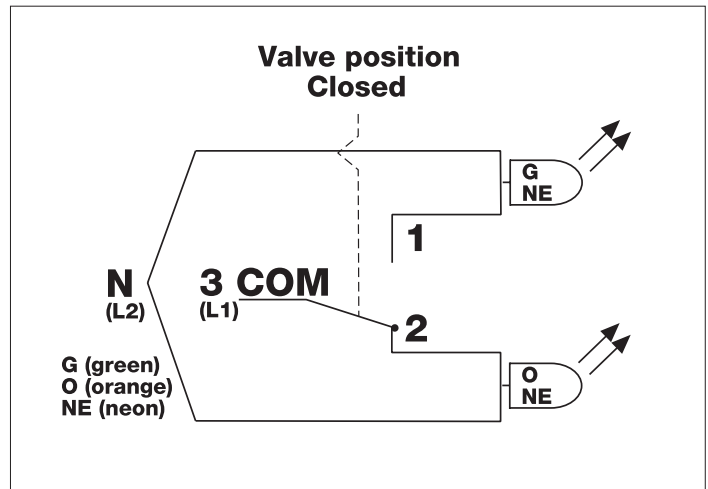 Valve position
Closed
G
NE
1
N
(L2)
3 COM
(L1)
2
G (green)
O (orange)
NE (neon)
O
NE